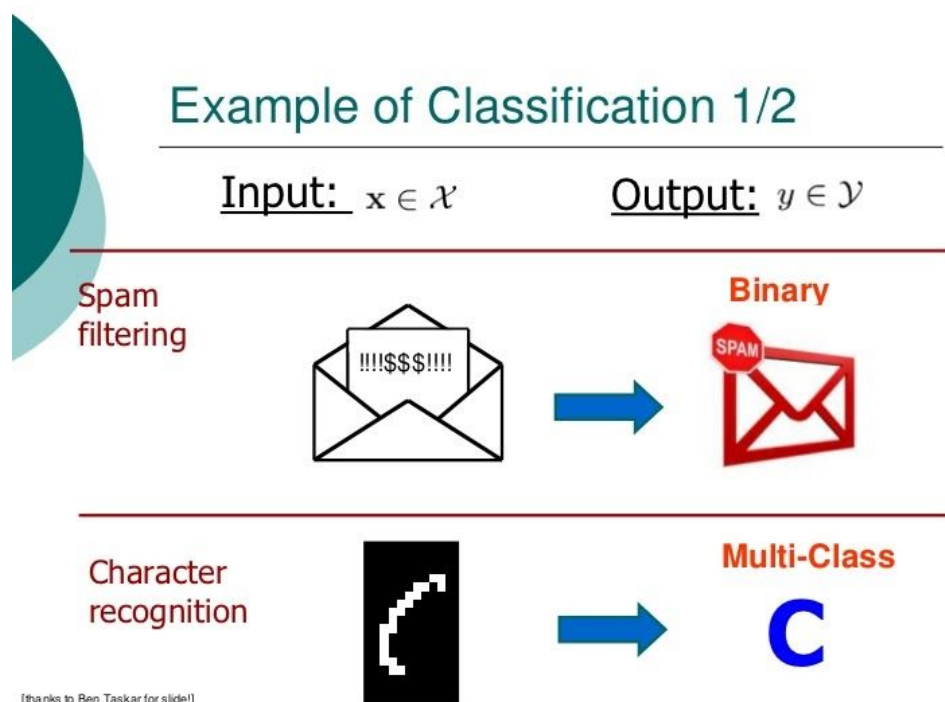 Example of Classification 1/2
Input: x ∈ 𝒳
Output: y ∈ 𝒴
Spam
filtering
!!!!$$$!!!!
Binary
SPAM
Character
recognition
Multi-Class
C
[thanks to Ben Taskar for slide!]